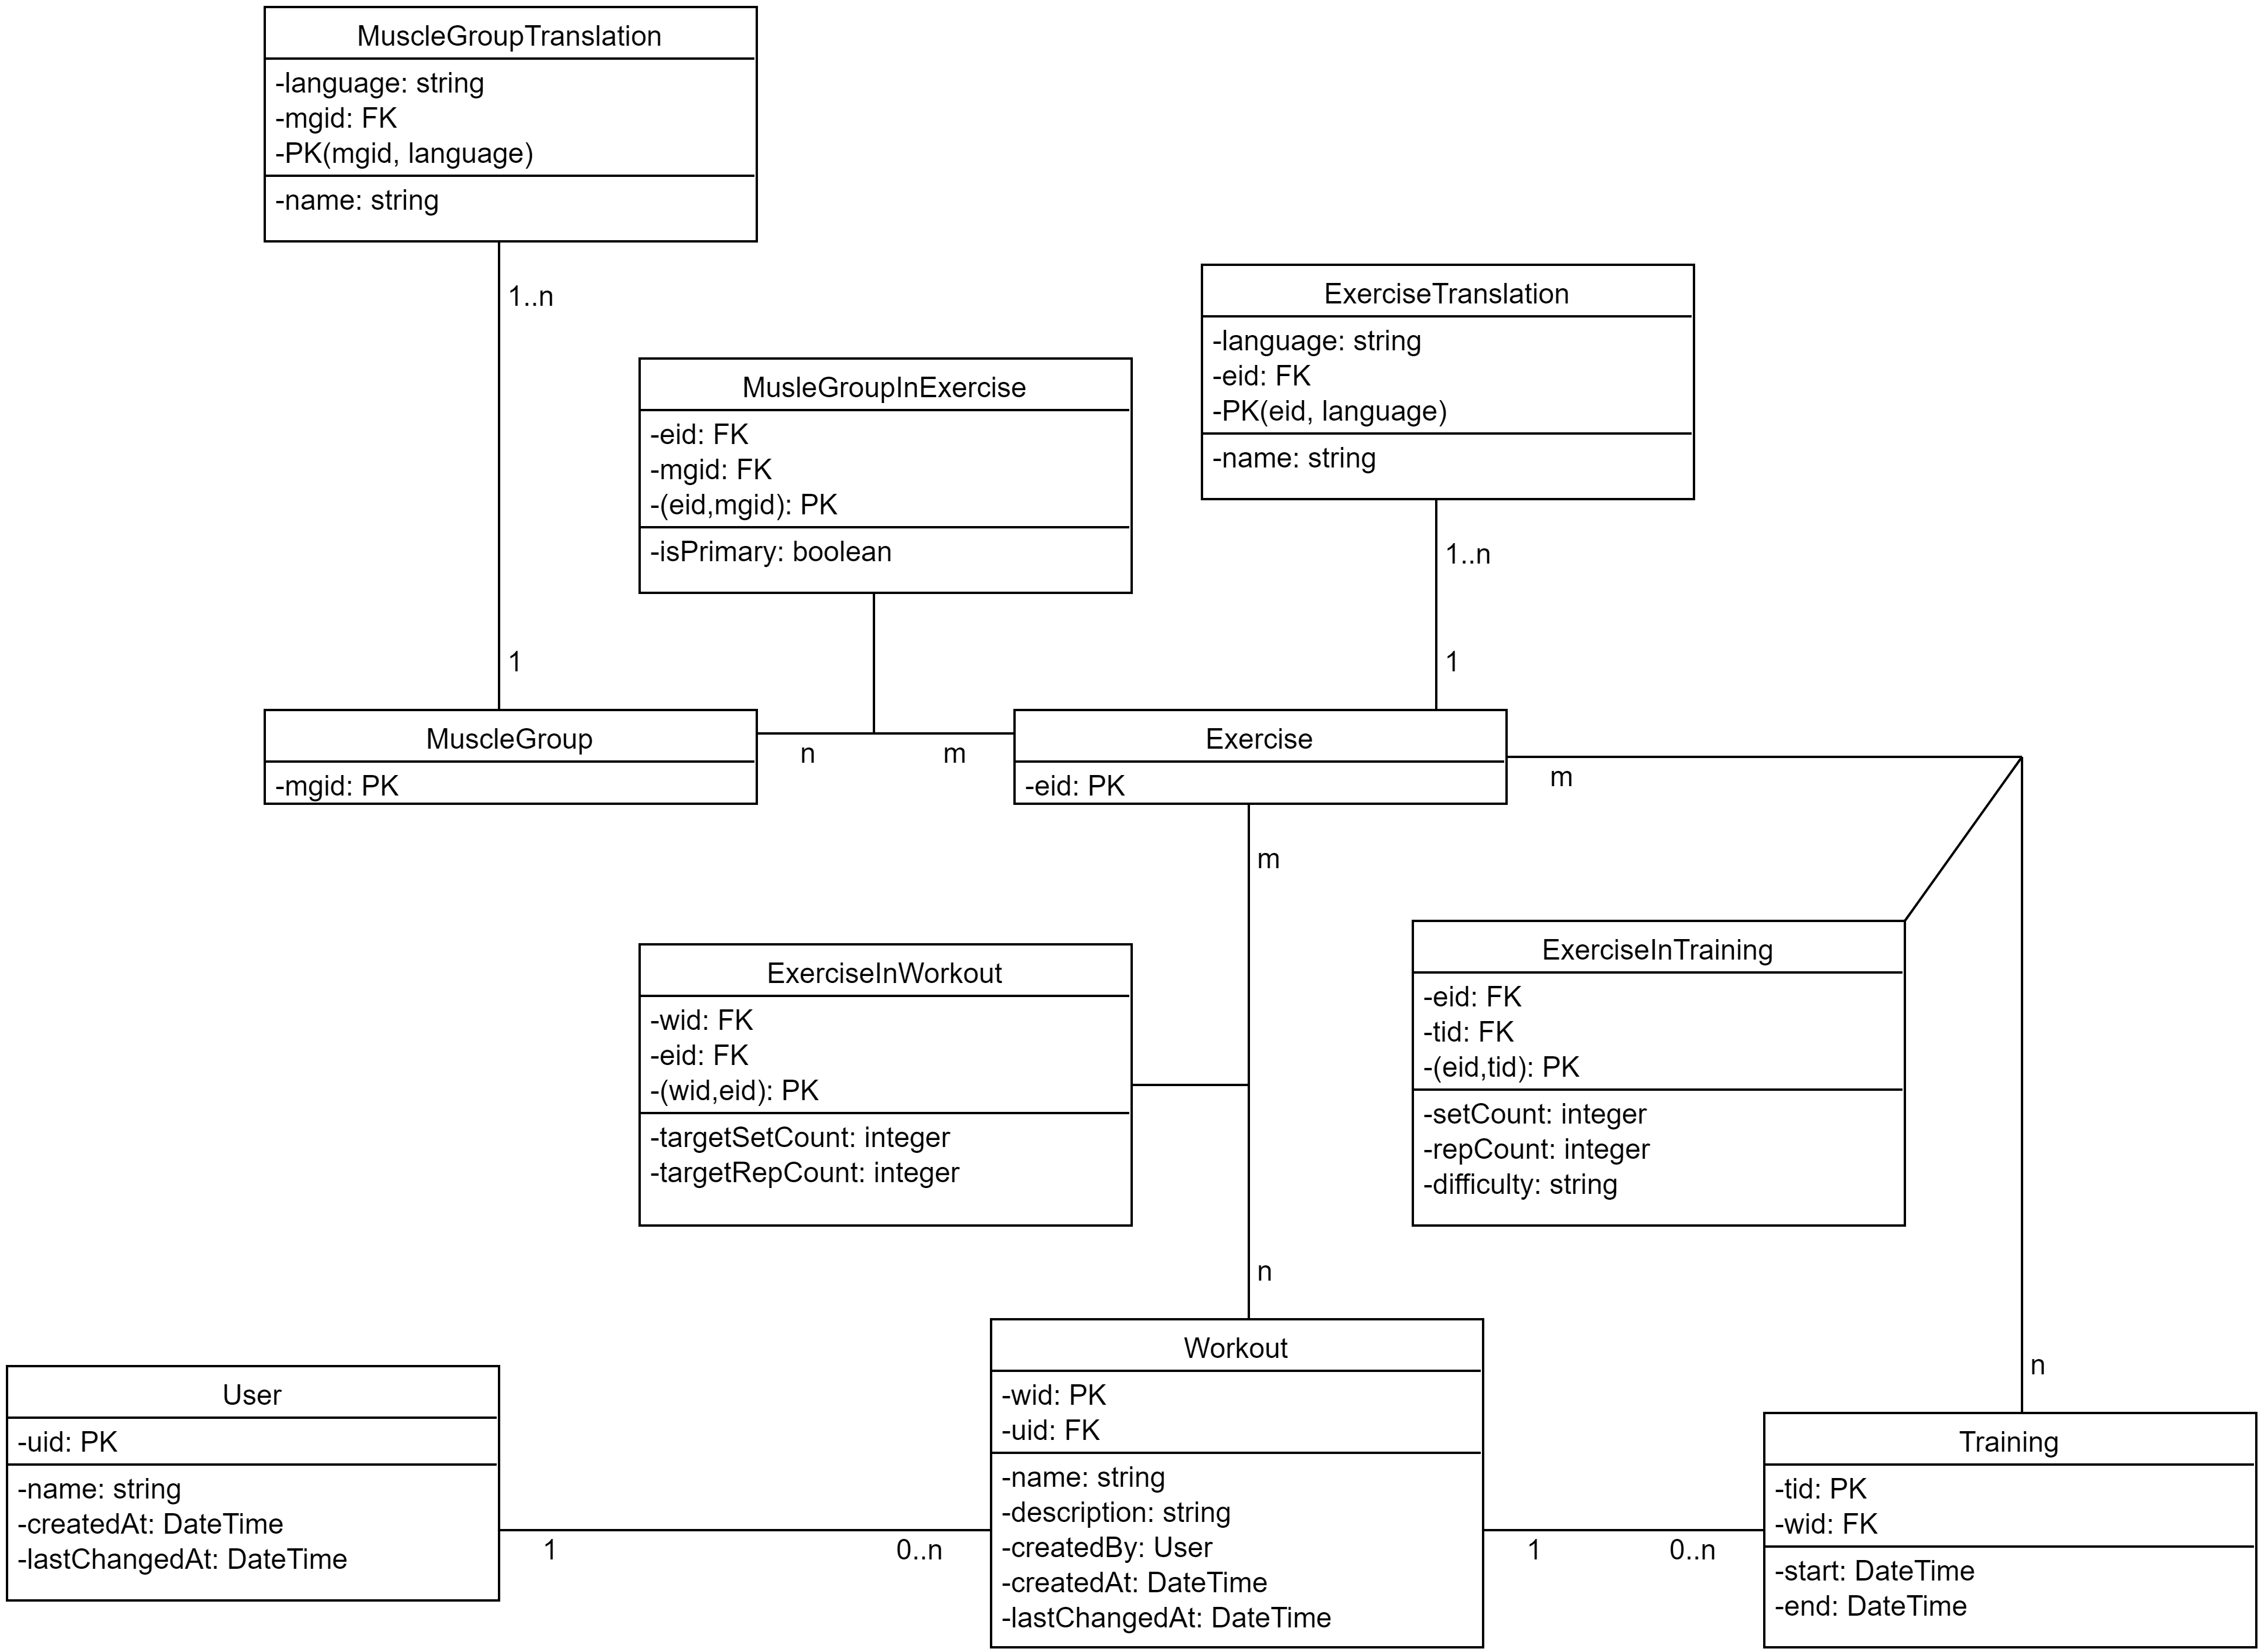 MuscleGroupTranslation
-language: string
-mgid: FK
-PK(mgid, language)
-name: string
1..n
1
ExerciseTranslation
-language: string
-eid: FK
-PK(eid, language)
-name: string
1..n
1
MusleGroupInExercise
-eid: FK
-mgid: FK
-(eid,mgid): PK
-isPrimary: boolean
MuscleGroup
-mgid: PK
n
m
Exercise
-eid: PK
m
m
n
ExerciseInWorkout
-wid: FK
-eid: FK
-(wid,eid): PK
-targetSetCount: integer
-targetRepCount: integer
ExerciseInTraining
-eid: FK
-tid: FK
-(eid,tid): PK
-setCount: integer
-repCount: integer
-difficulty: string
n
User
-uid: PK
-name: string
-createdAt: DateTime
-lastChangedAt: DateTime
1
0..n
Workout
-wid: PK
-uid: FK
-name: string
-description: string
-createdBy: User
-createdAt: DateTime
-lastChangedAt: DateTime
1
0..n
Training
-tid: PK
-wid: FK
-start: DateTime
-end: DateTime